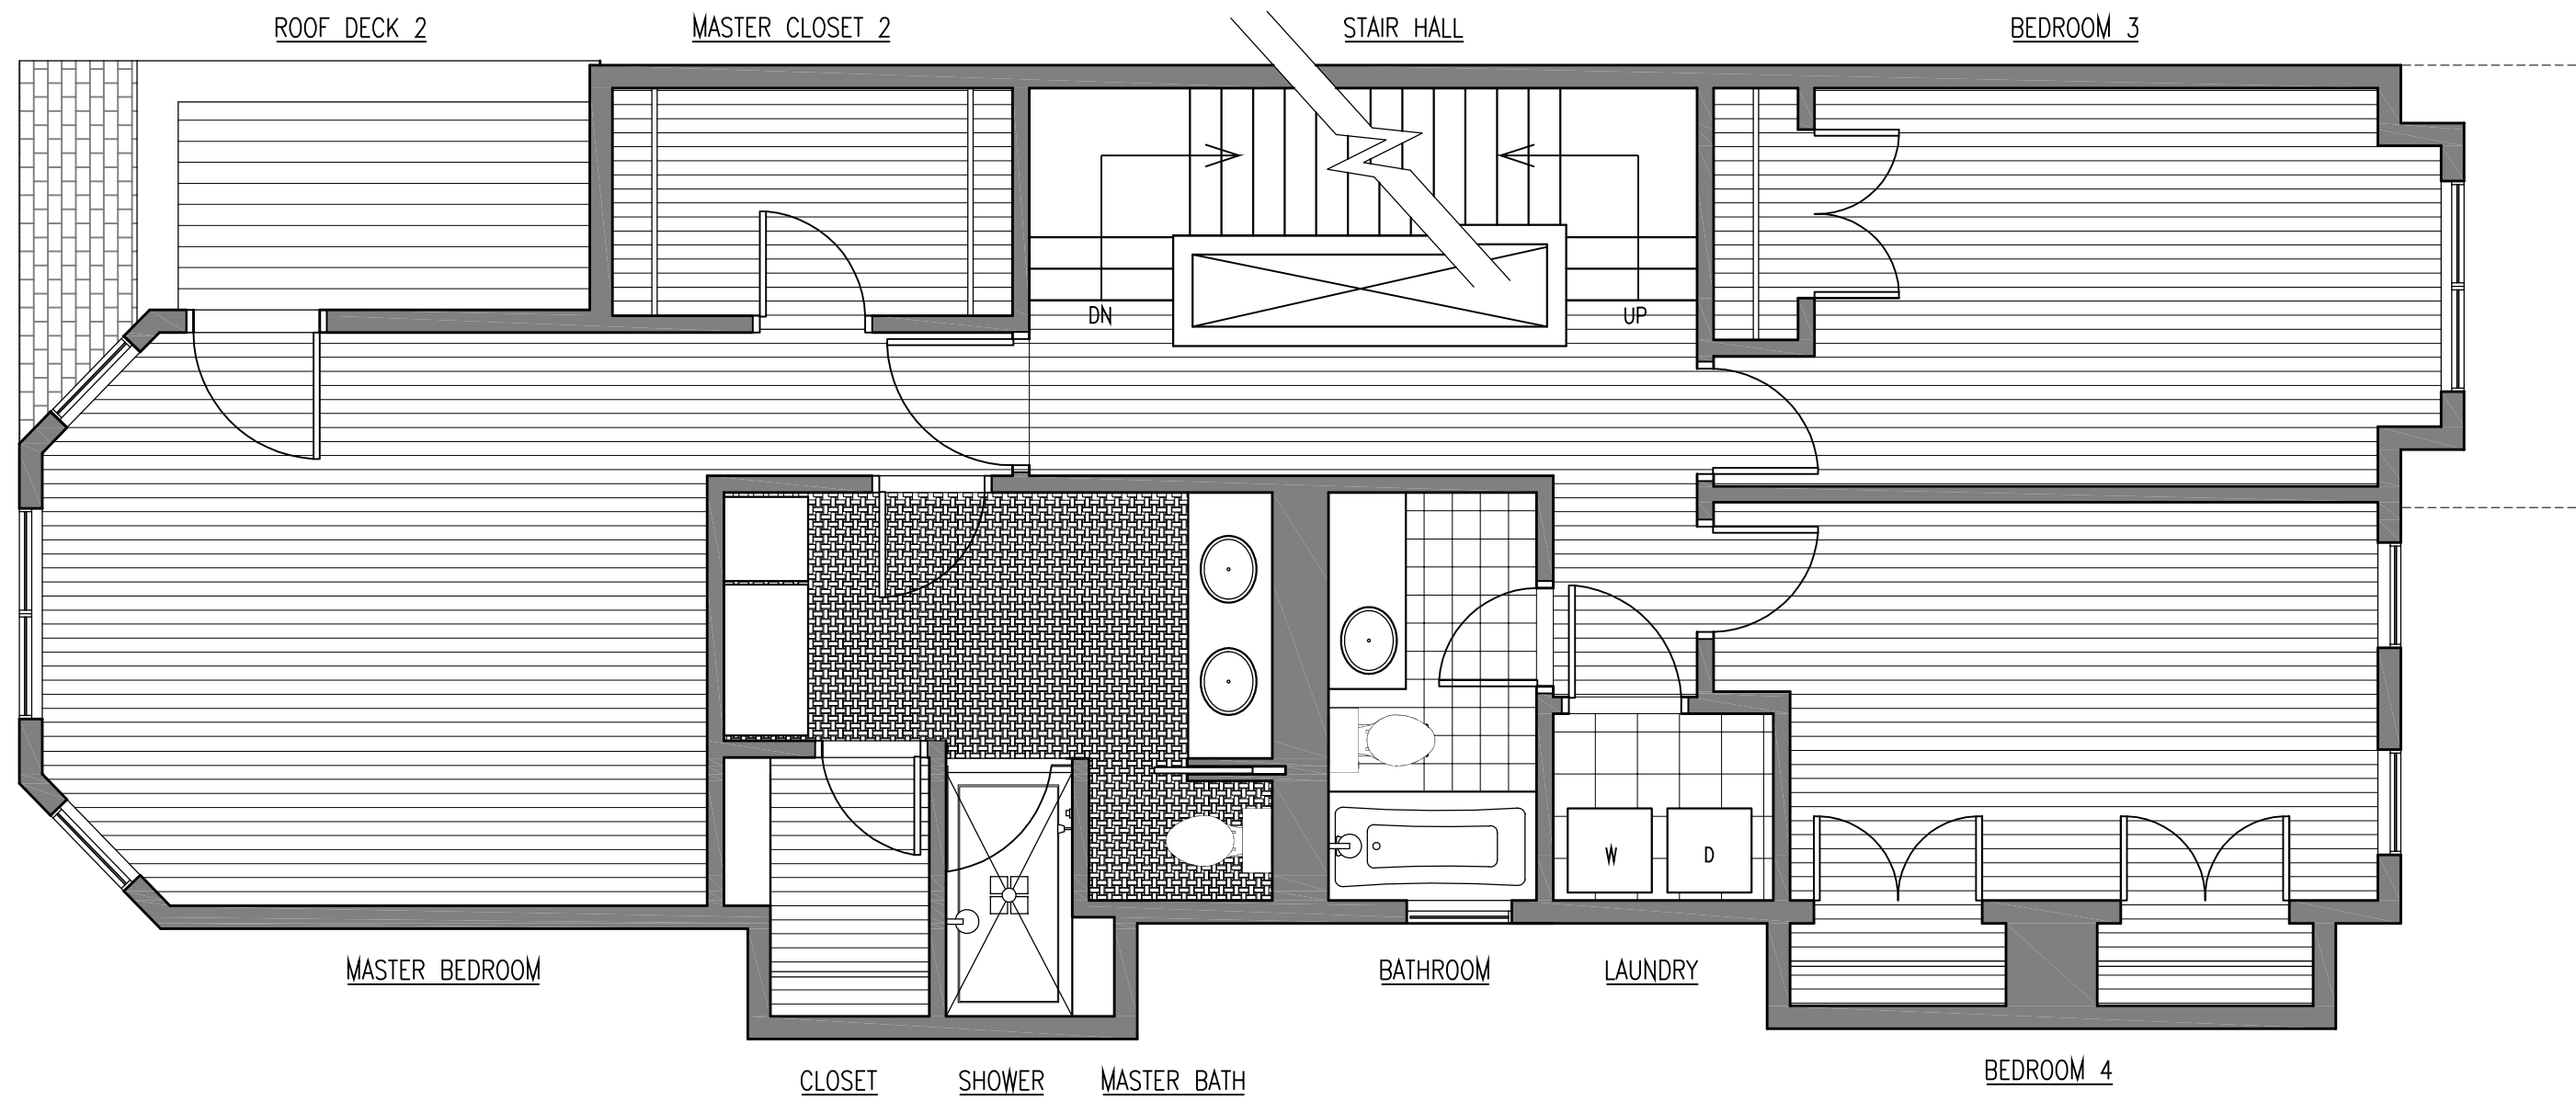 ROOF DECK 2
MASTER CLOSET 2
STAIR HALL
BEDROOM 3
DN
UP
W
D
MASTER BEDROOM
BATHROOM
LAUNDRY
CLOSET
SHOWER
MASTER BATH
BEDROOM 4